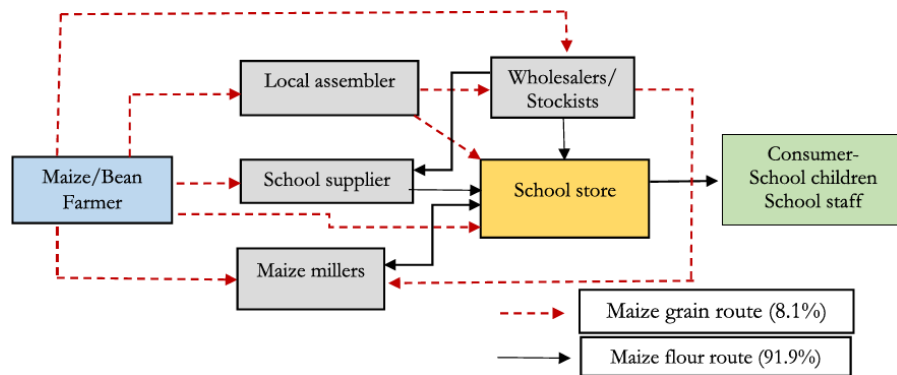 Local assembler
Wholesalers/
Stockists
Maize/Bean
Farmer
School supplier
School store
Consumer-
School children
School staff
Maize millers
Maize grain route (8.1%)
Maize flour route (91.9%)